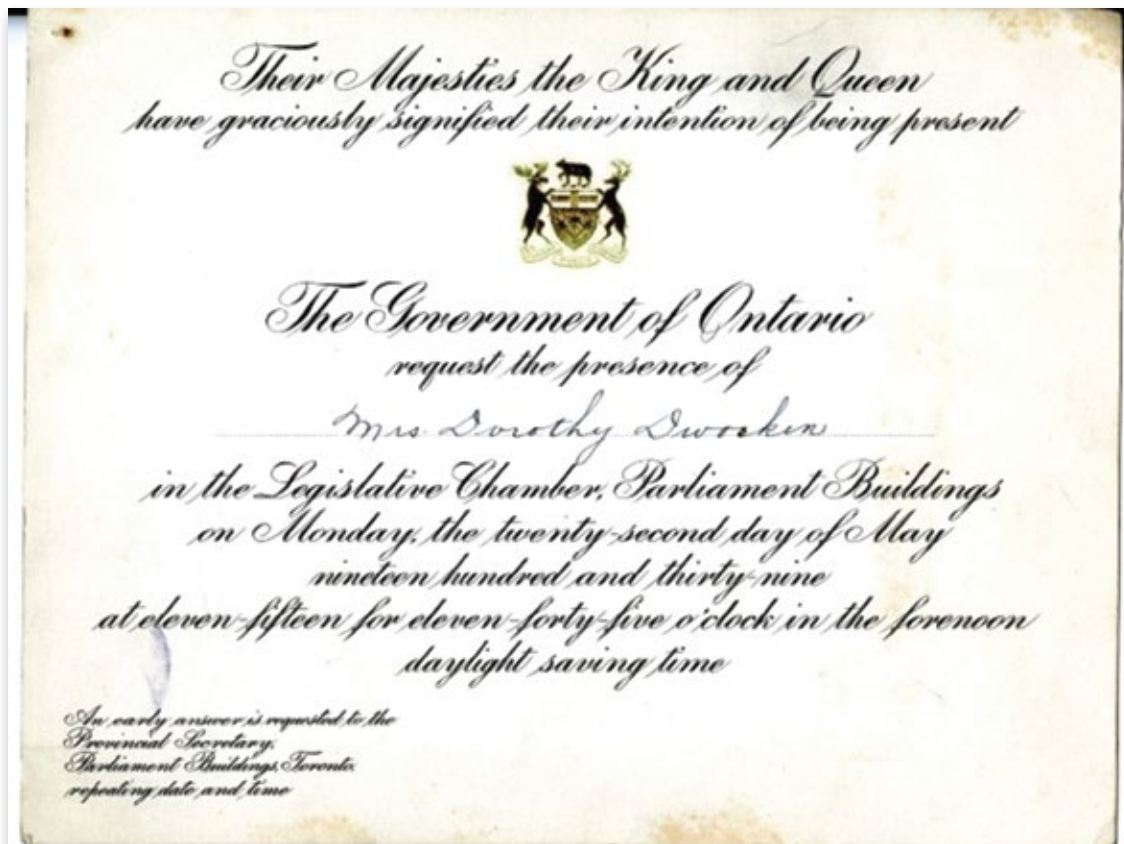 Their Majesties the King and Queen
have graciously signified their intention of being present
The Government of Ontario
request the presence of
Mrs. Dorothy Dworkin
in the Legislative Chamber, Parliament Buildings
on Monday, the twenty-second day of May
nineteen hundred and thirty-nine
at eleven-fifteen for eleven-forty-five o'clock in the forenoon
daylight saving time
An early answer is requested to the
Provincial Secretary,
Parliament Buildings, Toronto,
repeating date and time